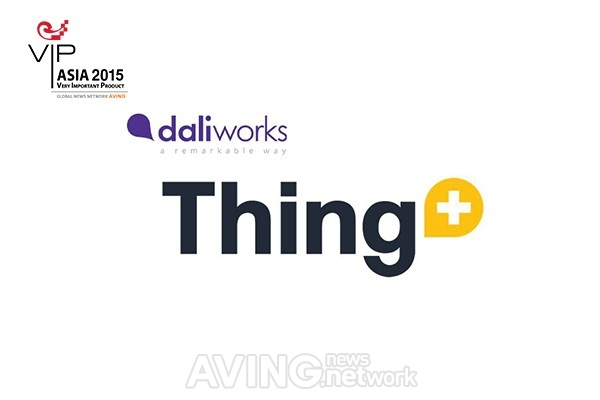 VIP
ASIA 2015
VERY IMPORTANT PRODUCT
GLOBAL NEWS NETWORK AVING
daliworks
a remarkable way
Thing+
AVING news
.network